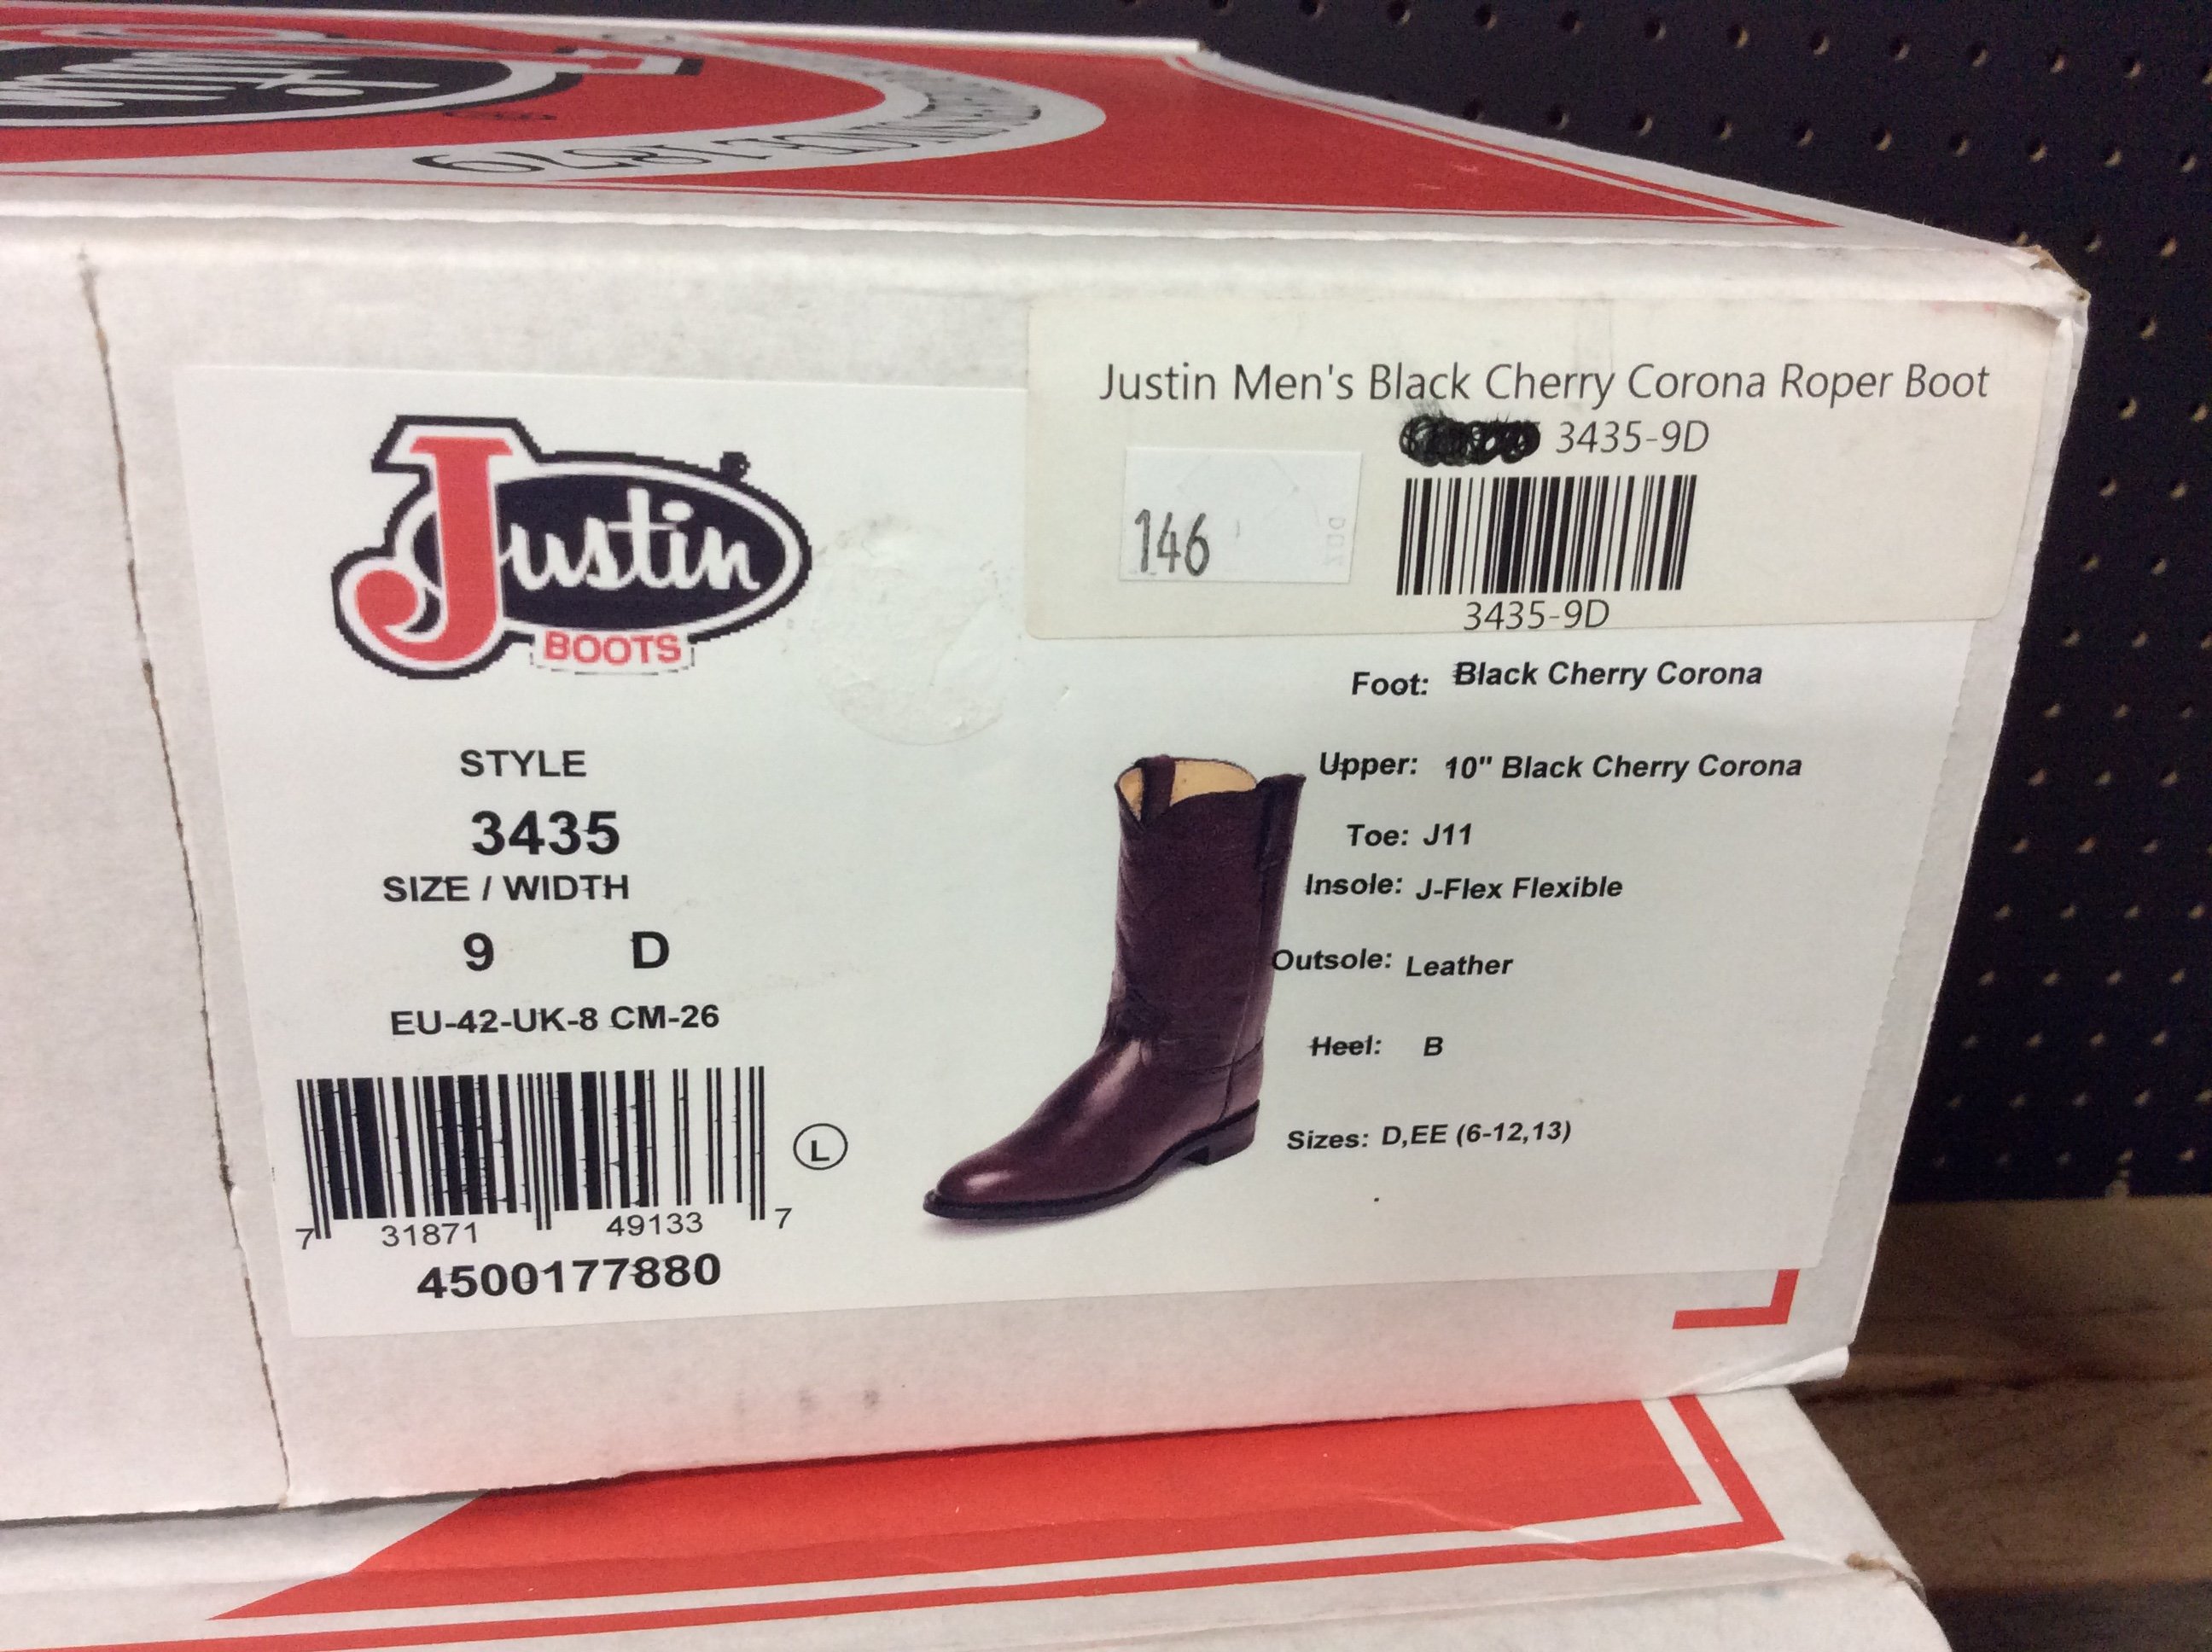 SINCE 1879
Justin
BOOTS
Justin Men's Black Cherry Corona Roper Boot
3435-9D
146
3435-9D
STYLE
3435
SIZE / WIDTH
9 D
EU-42-UK-8 CM-26
7 31871 49133 7
L
4500177880
Foot: Black Cherry Corona
Upper: 10" Black Cherry Corona
Toe: J11
Insole: J-Flex Flexible
Outsole: Leather
Heel: B
Sizes: D,EE (6-12,13)